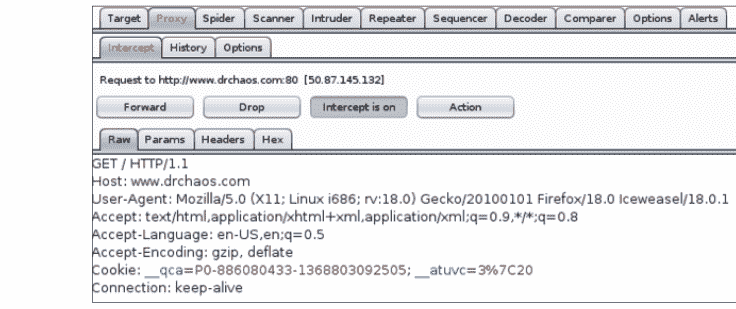 Target Proxy Spider Scanner Intruder Repeater Sequencer Decoder Comparer Options Alerts
Intercept History Options
Request to http://www.drchaos.com:80 [50.87.145.132]
Forward Drop Intercept is on Action
Raw Params Headers Hex
GET / HTTP/1.1
Host: www.drchaos.com
User-Agent: Mozilla/5.0 (X11; Linux i686; rv:18.0) Gecko/20100101 Firefox/18.0 Iceweasel/18.0.1
Accept: text/html,application/xhtml+xml,application/xml;q=0.9,*/*;q=0.8
Accept-Language: en-US,en;q=0.5
Accept-Encoding: gzip, deflate
Cookie: __qca=P0-886080433-1368803092505; __atuvc=3%7C20
Connection: keep-alive